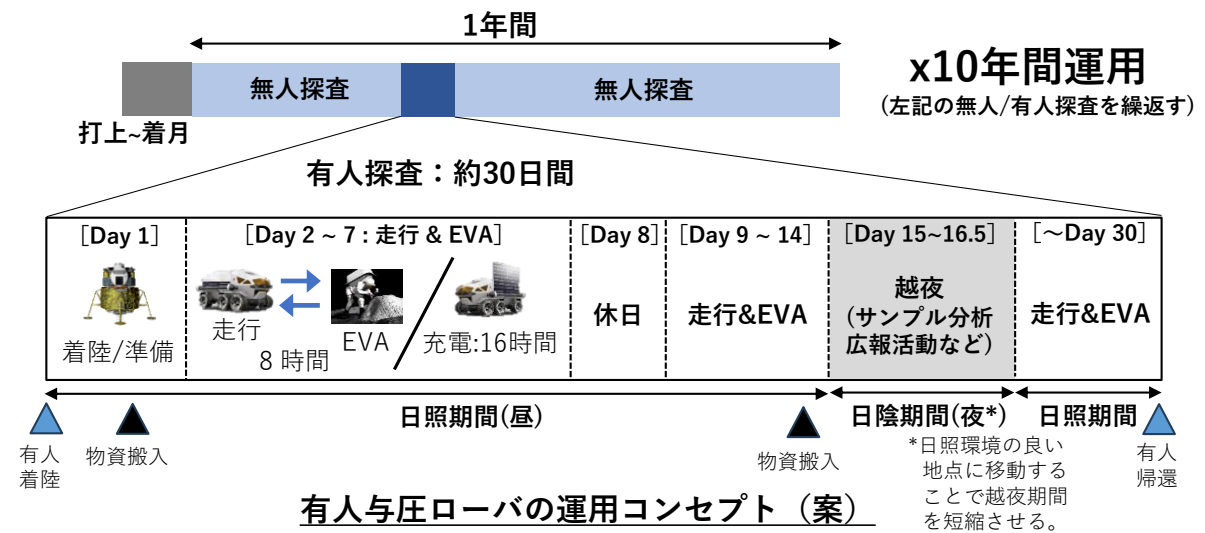 1年間
x10年間運用
(左記の無人/有人探査を繰返す)
無人探査
無人探査
打上~着月
有人探査：約30日間
[Day 1]
着陸/準備
[Day 2 ~ 7 : 走行 & EVA]
走行
8 時間
EVA
充電:16時間
[Day 8]
休日
[Day 9 ~ 14]
走行&EVA
[Day 15~16.5]
越夜
(サンプル分析
広報活動など)
[～Day 30]
走行&EVA
日照期間(昼)
日陰期間(夜*)
日照期間
有人
着陸
物資搬入
物資搬入
*日照環境の良い
地点に移動する
ことで越夜期間
を短縮させる。
有人
帰還
有人与圧ローバの運用コンセプト（案）